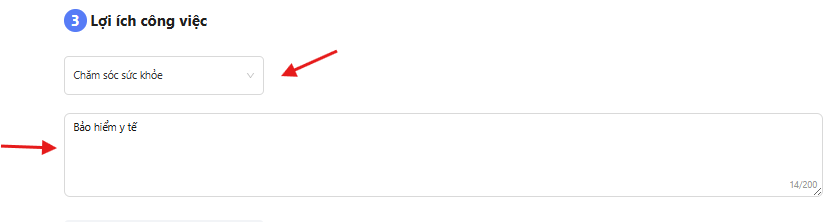 3 Lợi ích công việc
Chăm sóc sức khỏe
Bảo hiểm y tế
14/200